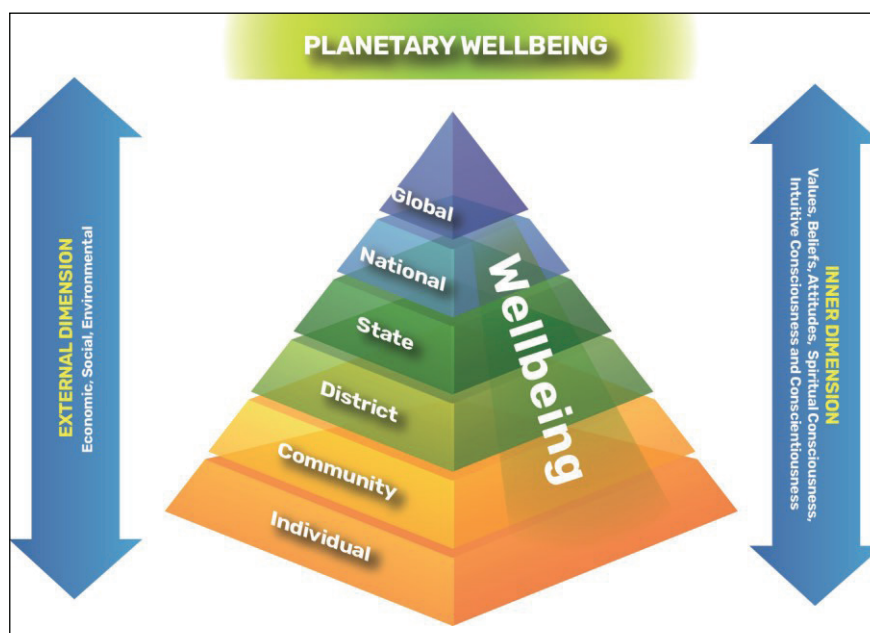 PLANETARY WELLBEING
EXTERNAL DIMENSION
Economic, Social, Environmental
Global
National
State
District
Community
Individual
Wellbeing
INNER DIMENSION
Values, Beliefs, Attitudes, Spiritual Consciousness,
Intuitive Consciousness and Conscientiousness